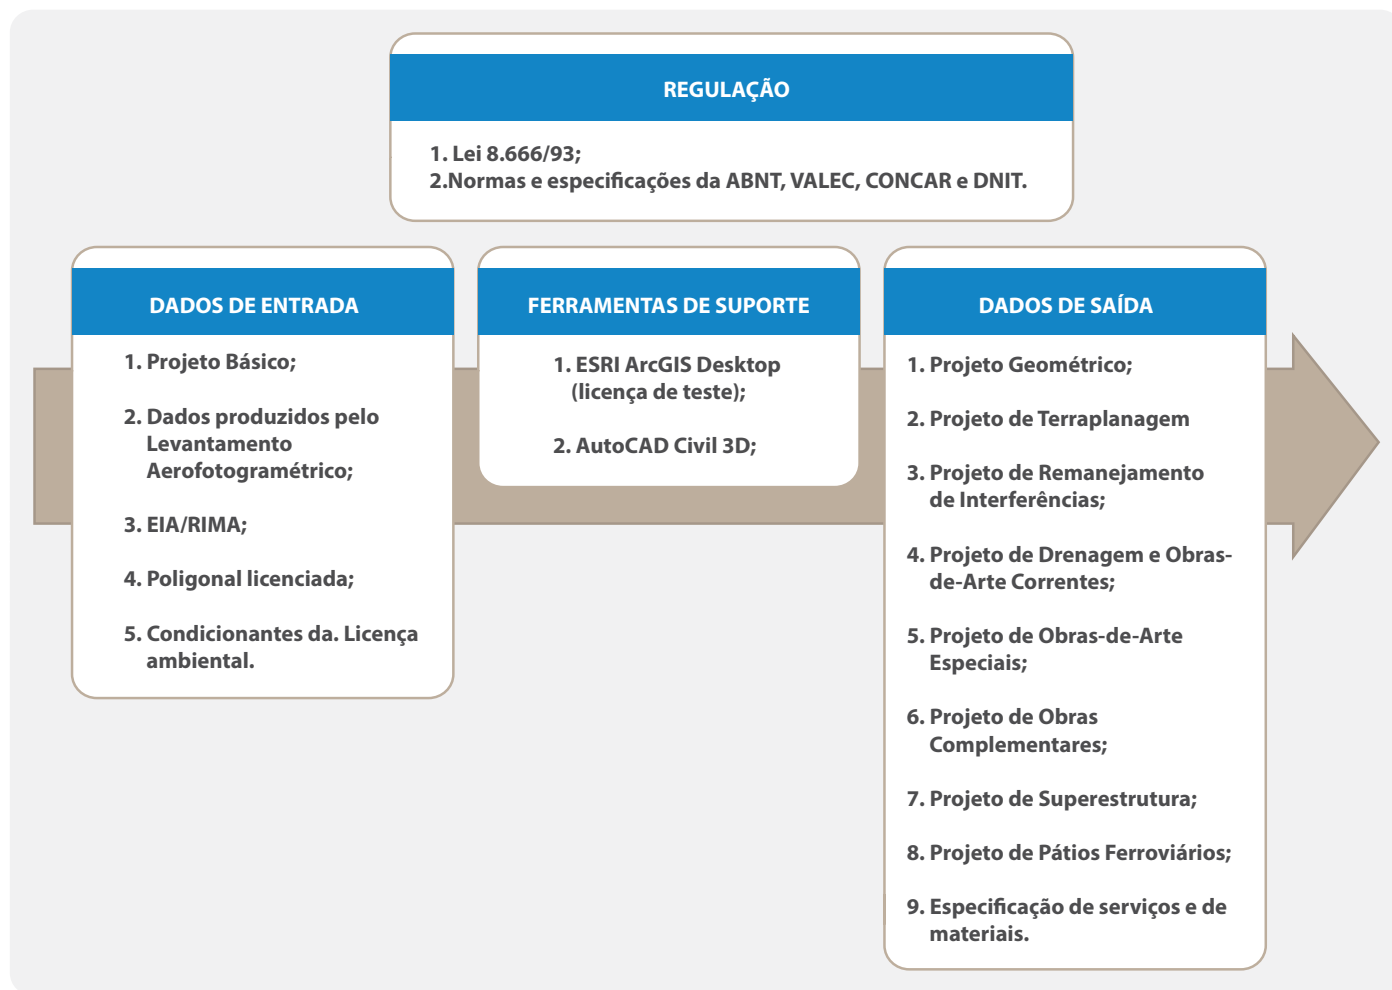 REGULAÇÃO
1. Lei 8.666/93;
2.Normas e especificações da ABNT, VALEC, CONCAR e DNIT.
DADOS DE ENTRADA
1. Projeto Básico;
2. Dados produzidos pelo
Levantamento
Aerofotogramétrico;
3. EIA/RIMA;
4. Poligonal licenciada;
5. Condicionantes da. Licença
ambiental.
FERRAMENTAS DE SUPORTE
1. ESRI ArcGIS Desktop
(licença de teste);
2. AutoCAD Civil 3D;
DADOS DE SAÍDA
1. Projeto Geométrico;
2. Projeto de Terraplanagem
3. Projeto de Remanejamento
de Interferências;
4. Projeto de Drenagem e Obras-
de-Arte Correntes;
5. Projeto de Obras-de-Arte
Especiais;
6. Projeto de Obras
Complementares;
7. Projeto de Superestrutura;
8. Projeto de Pátios Ferroviários;
9. Especificação de serviços e de
materiais.